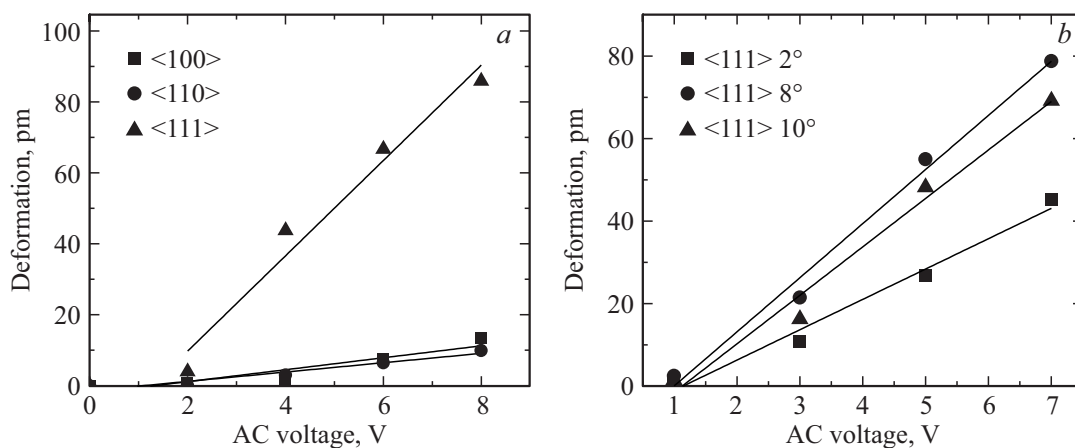 a
<100>
<110>
<111>
Deformation, pm
100
80
60
40
20
0
0 2 4 6 8
AC voltage, V
b
<111> 2°
<111> 8°
<111> 10°
Deformation, pm
80
60
40
20
0
1 2 3 4 5 6 7
AC voltage, V